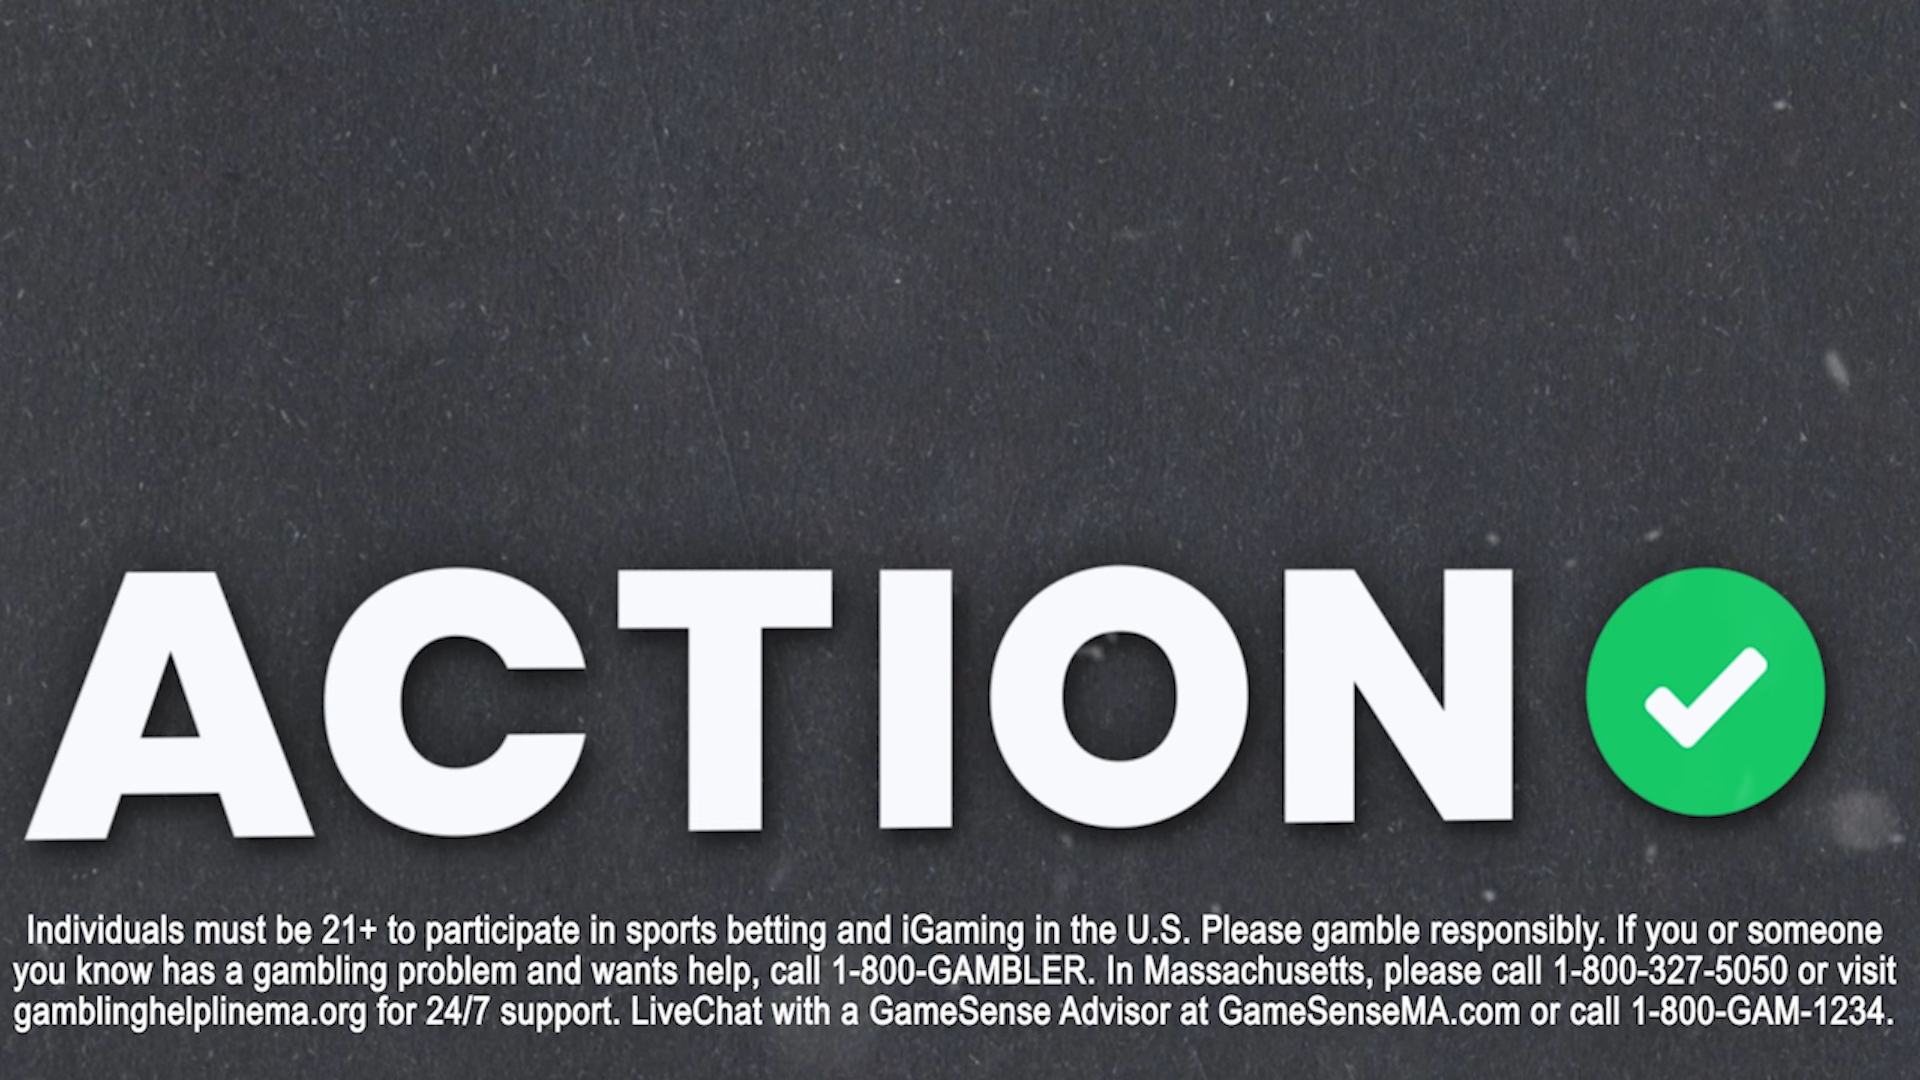 ACTION
Individuals must be 21+ to participate in sports betting and iGaming in the U.S. Please gamble responsibly. If you or someone
you know has a gambling problem and wants help, call 1-800-GAMBLER. In Massachusetts, please call 1-800-327-5050 or visit
gamblinghelplinema.org for 24/7 support. LiveChat with a GameSense Advisor at GameSenseMA.com or call 1-800-GAM-1234.